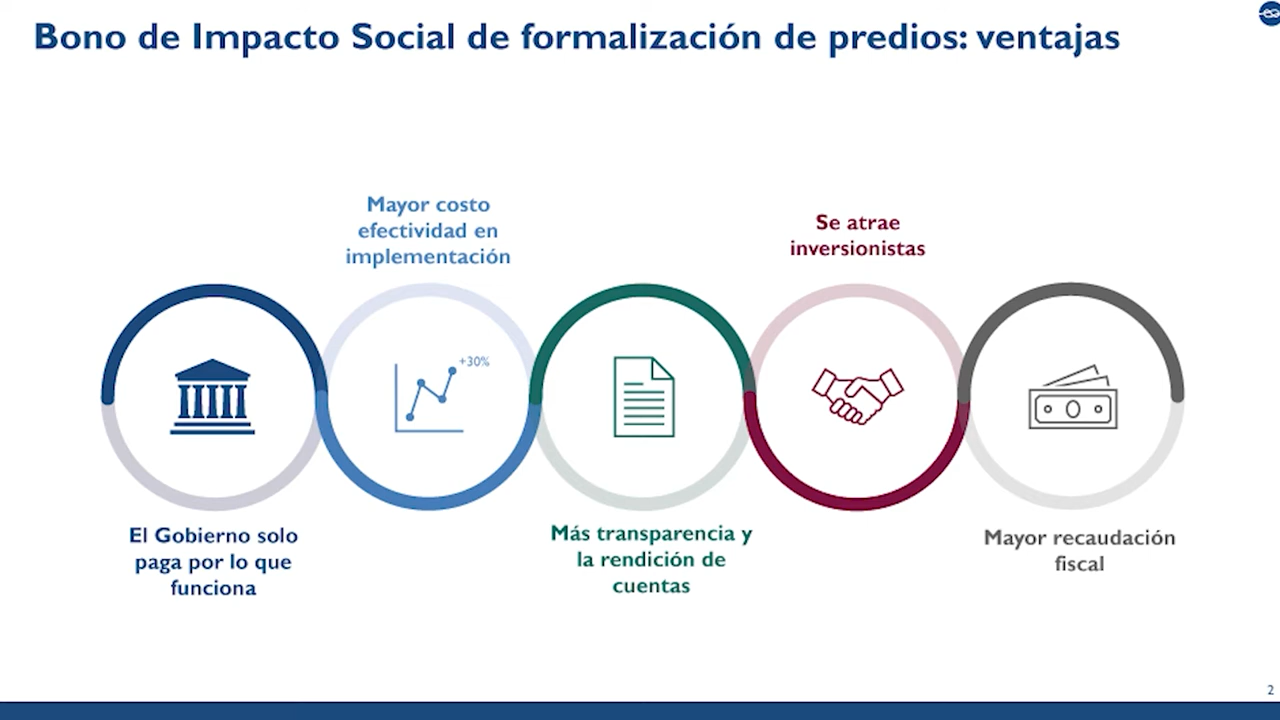 Bono de Impacto Social de formalización de predios: ventajas
Mayor costo
efectividad en
implementación
Se atrae
inversionistas
+30%
El Gobierno solo
paga por lo que
funciona
Más transparencia y
la rendición de
cuentas
Mayor recaudación
fiscal
2